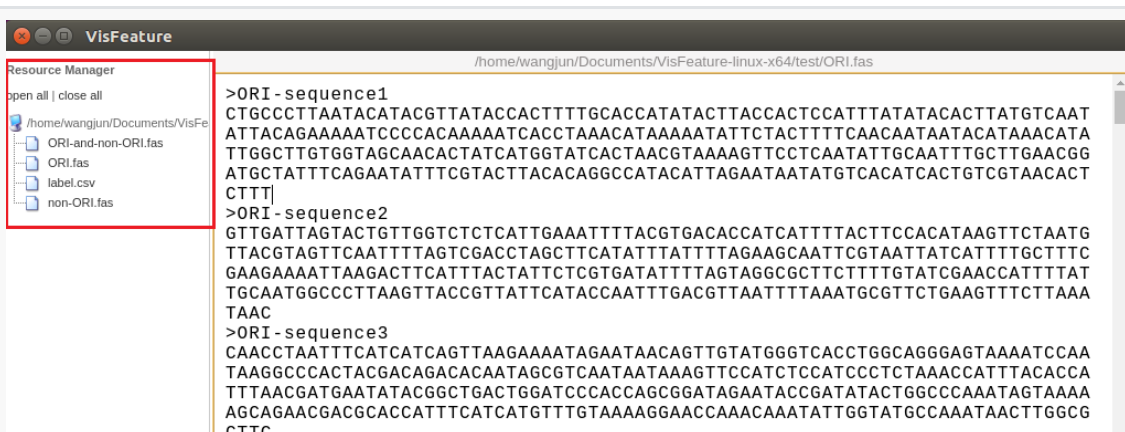 VisFeature
Resource Manager
open all | close all
/home/wangjun/Documents/VisFe
ORI-and-non-ORI.fas
ORI.fas
label.csv
non-ORI.fas
/home/wangjun/Documents/VisFeature-linux-x64/test/ORI.fas
>ORI-sequence1
CTGCCCTTAATACATACGTTATACCACTTTTGCACCATATACTTACCACTCCATTTATATACACTTATGTCAAT
ATTACAGAAAAATCCCCACAAAAATCACCTAAACATAAAAATATTCTACTTTTCAACAATAATACATAAACATA
TTGGCTTGTGGTAGCAACACTATCATGGTATCACTAACGTAAAAGTTCCTCAATATTGCAATTTGCTTGAACGG
ATGCTATTTCAGAATATTTCGTACTTACACAGGCCATACATTAGAATAATATGTCACATCACTGTCGTAACACT
CTTT
>ORI-sequence2
GTTGATTAGTACTGTTGGTCTCTCATTGAAATTTTACGTGACACCATCATTTTACTTCCACATAAGTTCTAATG
TTACGTAGTTCAATTTTAGTCGACCTAGCTTCATATTTATTTTAGAAGCAATTCGTAATTATCATTTTGCTTTC
GAAGAAAATTAAGACTTCATTTACTATTCTCGTGATATTTTAGTAGGCGCTTCTTTTGTATCGAACCATTTTAT
TGCAATGGCCCTTAAGTTACCGTTATTCATACCAATTTGACGTTAATTTTAAATGCGTTCTGAAGTTTCTTAAA
TAAC
>ORI-sequence3
CAACCTAATTTCATCATCAGTTAAGAAAATAGAATAACAGTTGTATGGGTCACCTGGCAGGGAGTAAAATCCAA
TAAGGCCCACTACGACAGACACAATAGCGTCAATAATAAAGTTCCATCTCCATCCCTCTAAACCATTTACACCA
TTTAACGATGAATATACGGCTGACTGGATCCCACCAGCGGATAGAATACCGATATACTGGCCCAAATAGTAAAA
AGCAGAACGACGCACCATTTCATCATGTTTGTAAAAGGAACCAAACAAATATTGGTATGCCAAATAACTTGGCG
CTTC